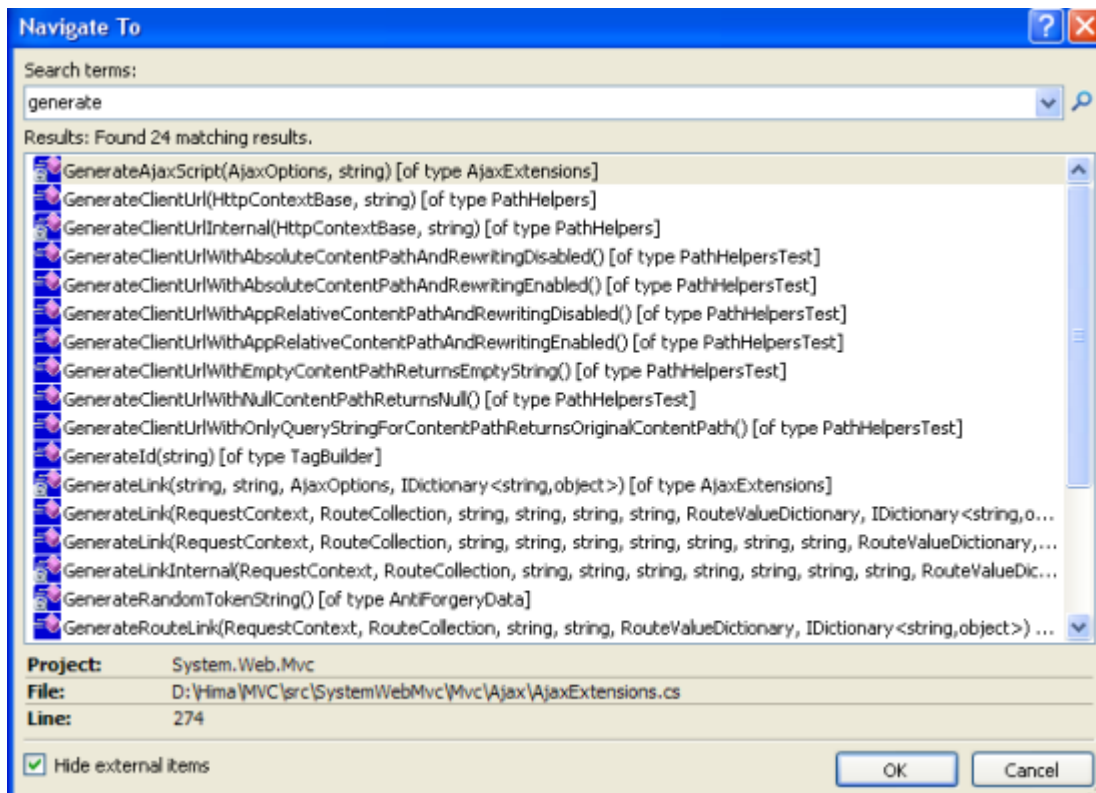 Navigate To
Search terms:
generate
Results: Found 24 matching results.
GenerateAjaxScript(AjaxOptions, string) [of type AjaxExtensions]
GenerateClientUrl(HttpContextBase, string) [of type PathHelpers]
GenerateClientUrlInternal(HttpContextBase, string) [of type PathHelpers]
GenerateClientUrlWithAbsoluteContentPathAndRewritingDisabled() [of type PathHelpersTest]
GenerateClientUrlWithAbsoluteContentPathAndRewritingEnabled() [of type PathHelpersTest]
GenerateClientUrlWithAppRelativeContentPathAndRewritingDisabled() [of type PathHelpersTest]
GenerateClientUrlWithAppRelativeContentPathAndRewritingEnabled() [of type PathHelpersTest]
GenerateClientUrlWithEmptyContentPathReturnsEmptyString() [of type PathHelpersTest]
GenerateClientUrlWithNullContentPathReturnsNull() [of type PathHelpersTest]
GenerateClientUrlWithOnlyQueryStringForContentPathReturnsOriginalContentPath() [of type PathHelpersTest]
GenerateId(string) [of type TagBuilder]
GenerateLink(string, string, AjaxOptions, IDictionary<string,object>) [of type AjaxExtensions]
GenerateLink(RequestContext, RouteCollection, string, string, string, string, RouteValueDictionary, IDictionary<string,o...
GenerateLink(RequestContext, RouteCollection, string, string, string, string, string, string, string, RouteValueDictionary,...
GenerateLinkInternal(RequestContext, RouteCollection, string, string, string, string, string, string, string, RouteValueDic...
GenerateRandomTokenString() [of type AntiForgeryData]
GenerateRouteLink(RequestContext, RouteCollection, string, string, RouteValueDictionary, IDictionary<string,object>) ...
Project: System.Web.Mvc
File: D:\Hima\MVC\src\SystemWebMvc\Mvc\Ajax\AjaxExtensions.cs
Line: 274
Hide external items
OK Cancel